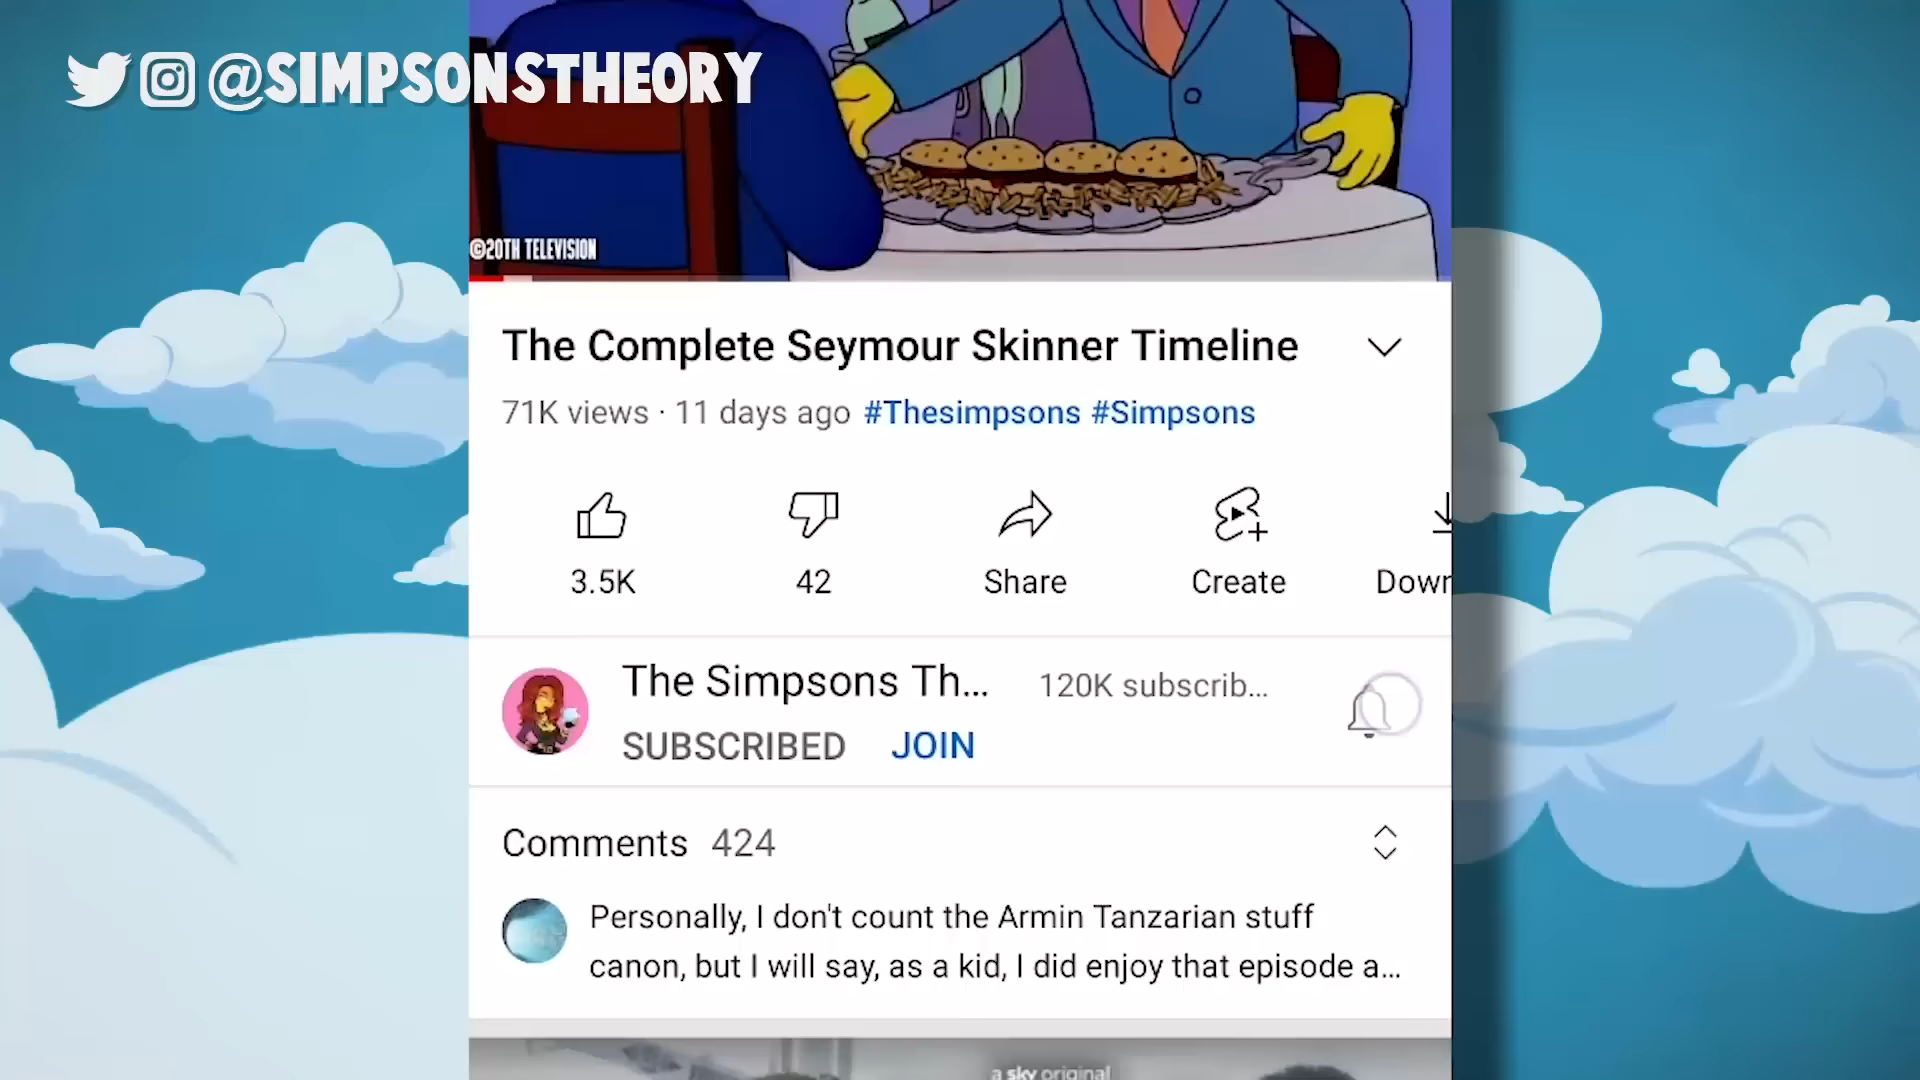 @SIMPSONSTHEORY
©20TH TELEVISION
The Complete Seymour Skinner Timeline
71K views · 11 days ago #Thesimpsons #Simpsons
3.5K
42
Share
Create
Dowr
The Simpsons Th...
120K subscrib...
SUBSCRIBED
JOIN
Comments 424
Personally, I don't count the Armin Tanzarian stuff
canon, but I will say, as a kid, I did enjoy that episode a...
a sky original